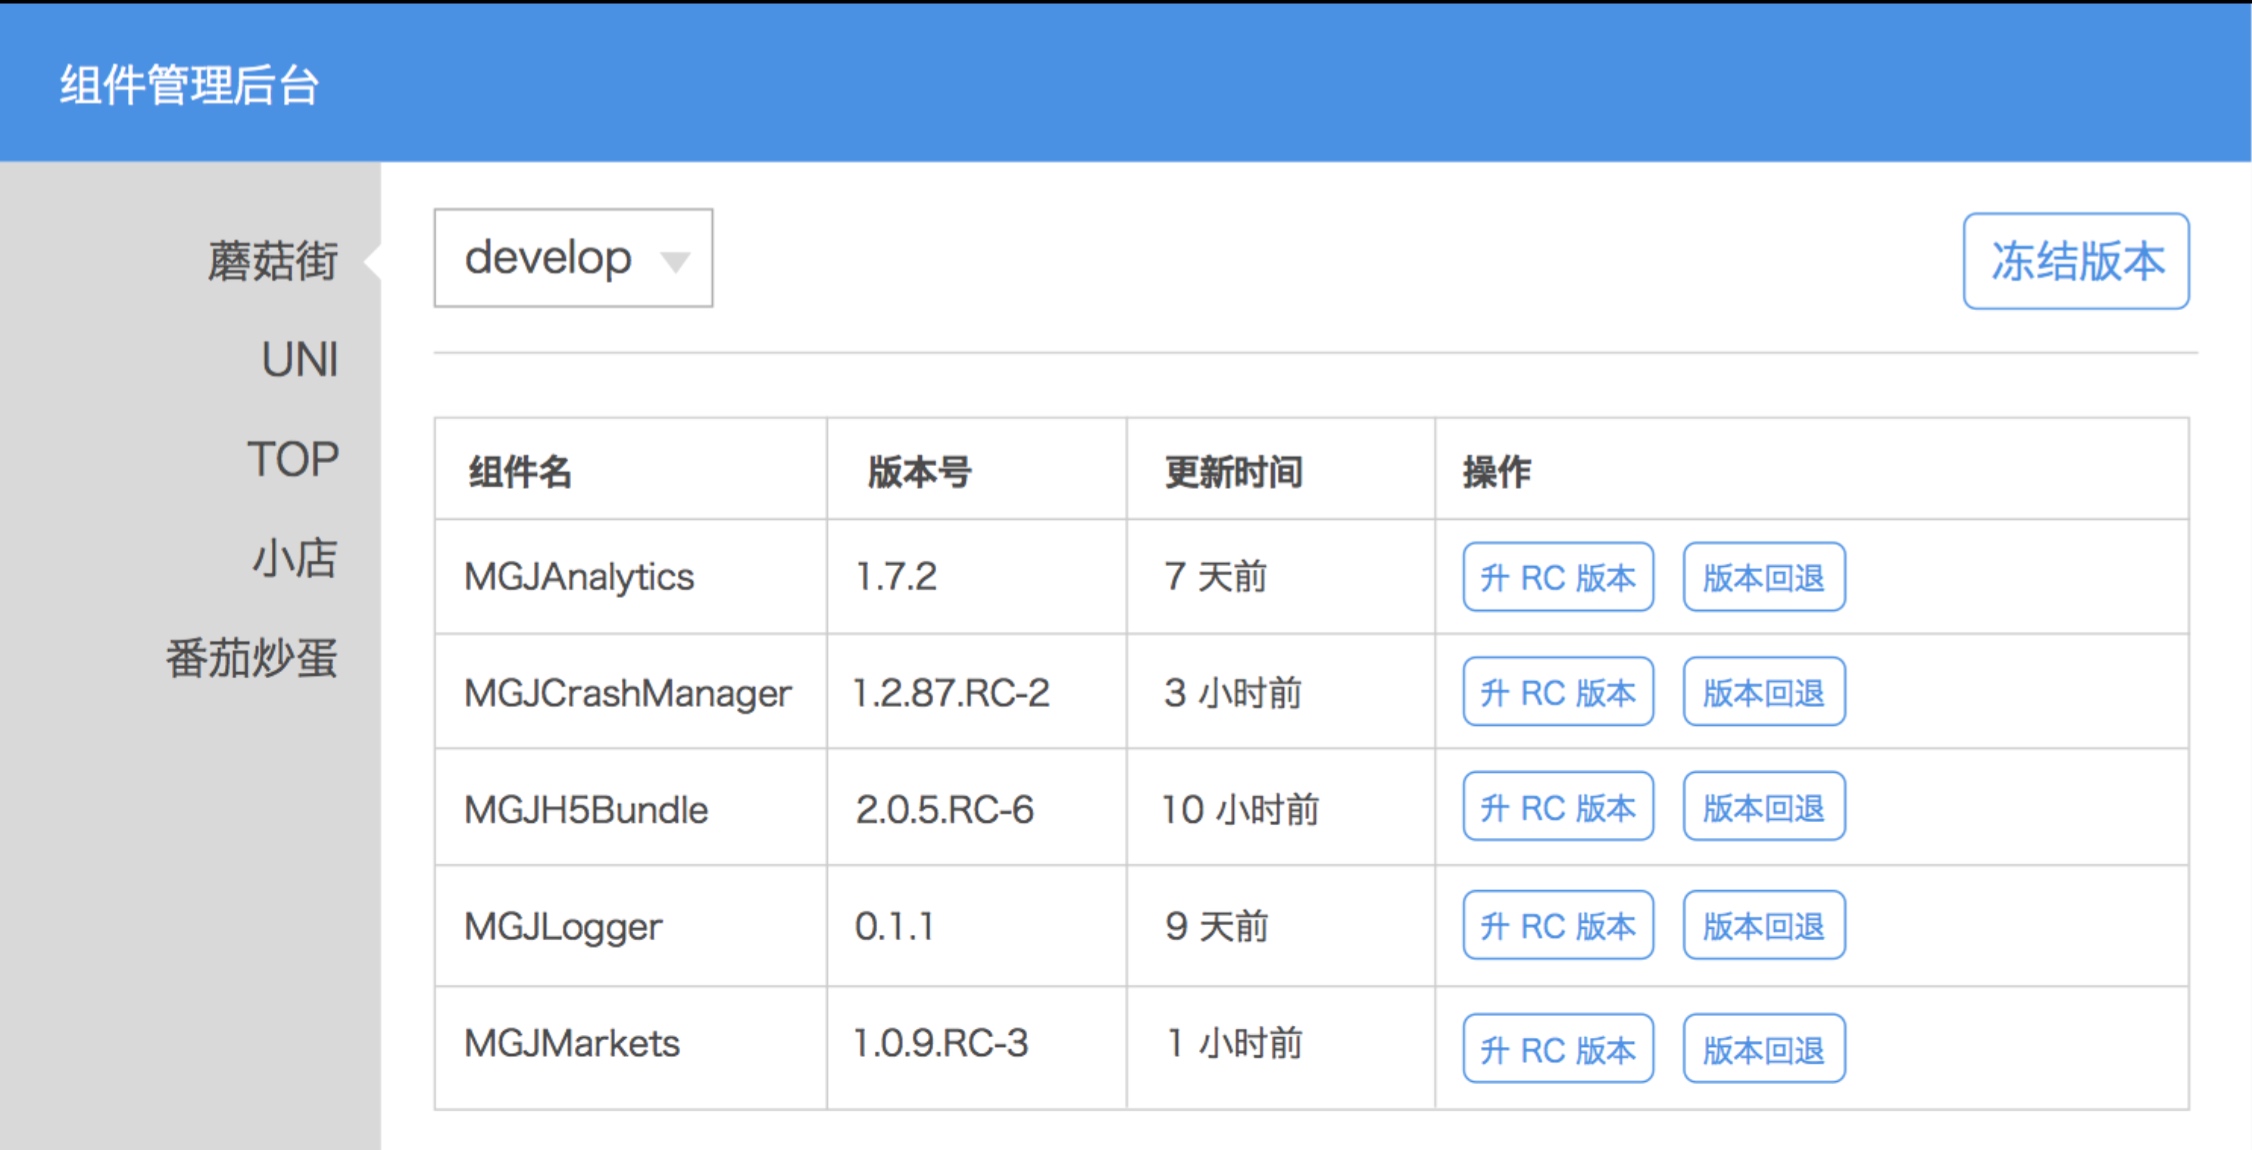 组件管理后台
蘑菇街
UNI
TOP
小店
番茄炒蛋
develop
冻结版本
组件名 版本号 更新时间 操作
MGJAnalytics 1.7.2 7 天前 升 RC 版本 版本回退
MGJCrashManager 1.2.87.RC-2 3 小时前 升 RC 版本 版本回退
MGJH5Bundle 2.0.5.RC-6 10 小时前 升 RC 版本 版本回退
MGJLogger 0.1.1 9 天前 升 RC 版本 版本回退
MGJMarkets 1.0.9.RC-3 1 小时前 升 RC 版本 版本回退